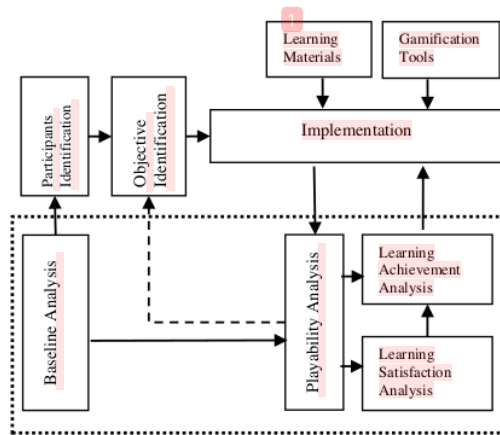 1
Learning
Materials
Gamification
Tools
Participants
Identification
Objective
Identification
Implementation
Baseline Analysis
Playability Analysis
Learning
Achievement
Analysis
Learning
Satisfaction
Analysis